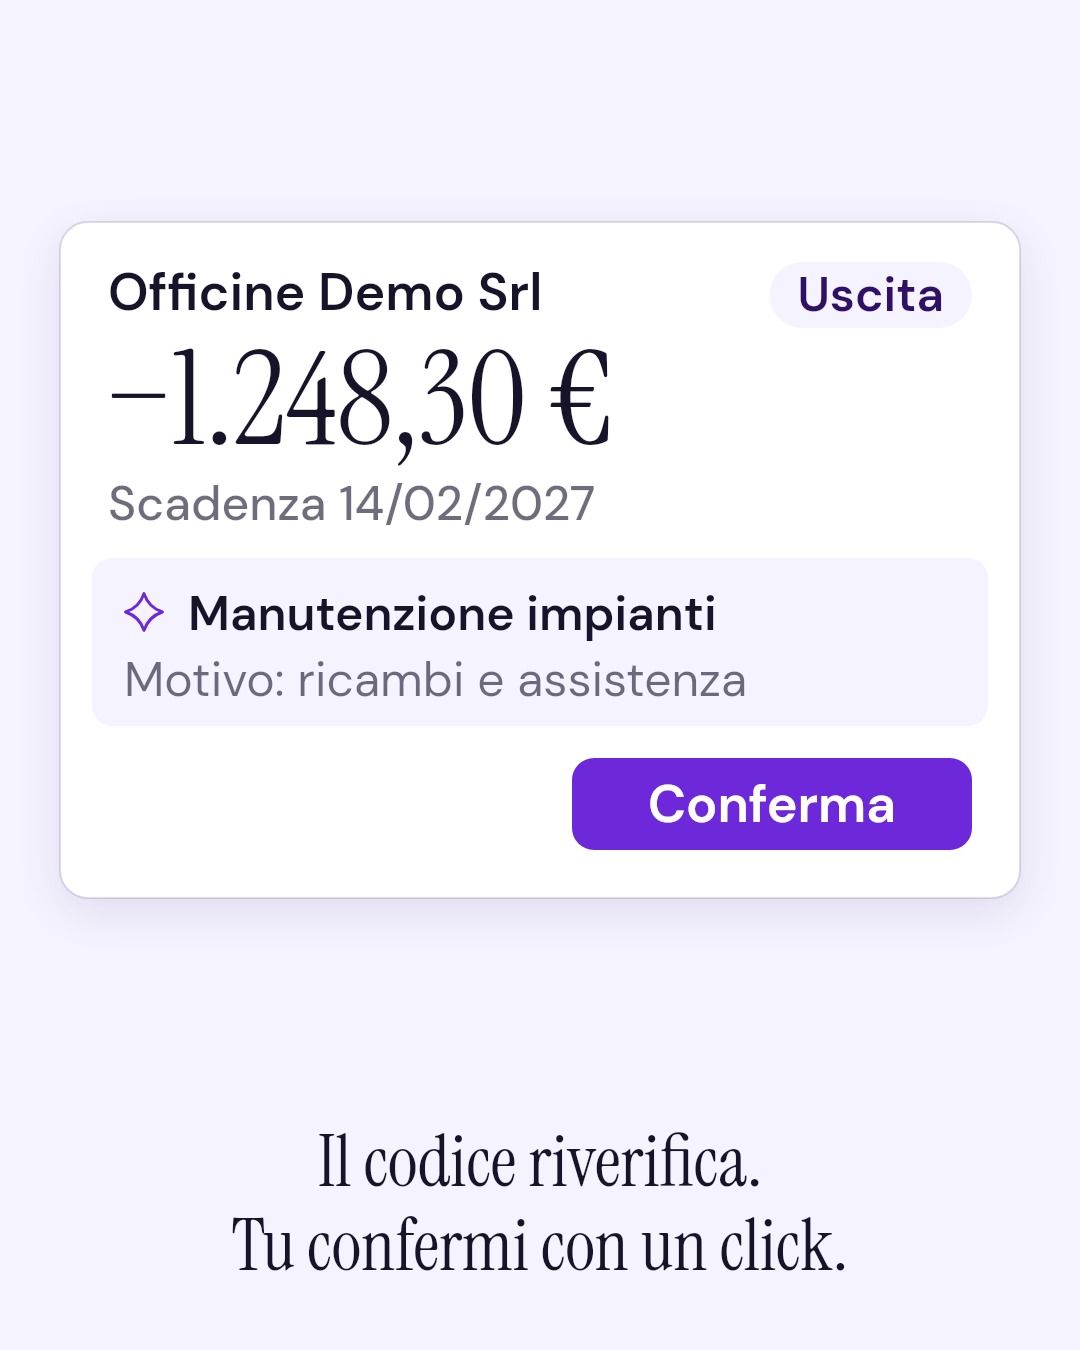 Officine Demo Srl
Uscita
−1.248,30 €
Scadenza 14/02/2027
Manutenzione impianti
Motivo: ricambi e assistenza
Conferma
Il codice riverifica.
Tu confermi con un click.